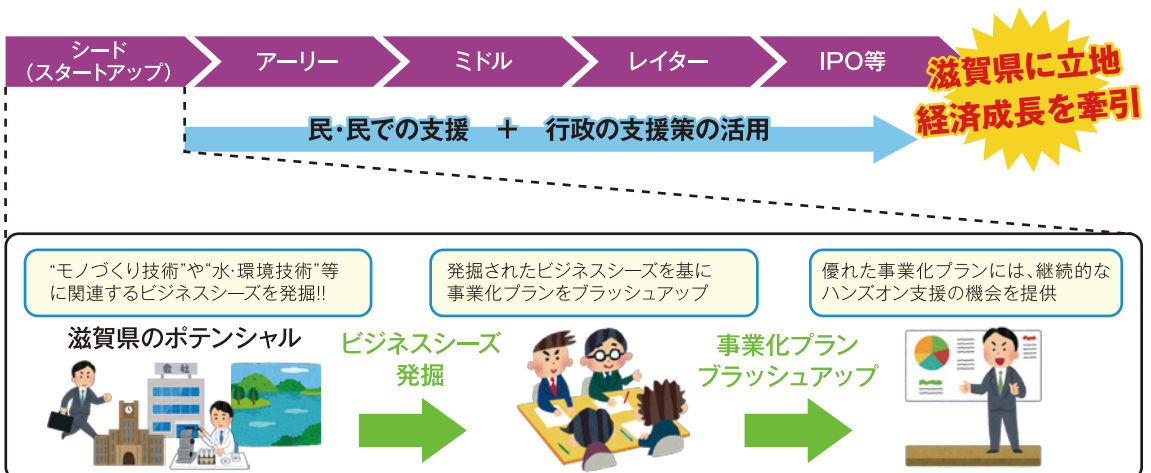 シード
（スタートアップ）
アーリー
ミドル
レイター
IPO等
滋賀県に立地
経済成長を牽引
民・民での支援　＋　行政の支援策の活用
“モノづくり技術”や“水・環境技術”等
に関連するビジネスシーズを発掘!!
発掘されたビジネスシーズを基に
事業化プランをブラッシュアップ
優れた事業化プランには、継続的な
ハンズオン支援の機会を提供
滋賀県のポテンシャル
会社
ビジネスシーズ
発掘
事業化プラン
ブラッシュアップ